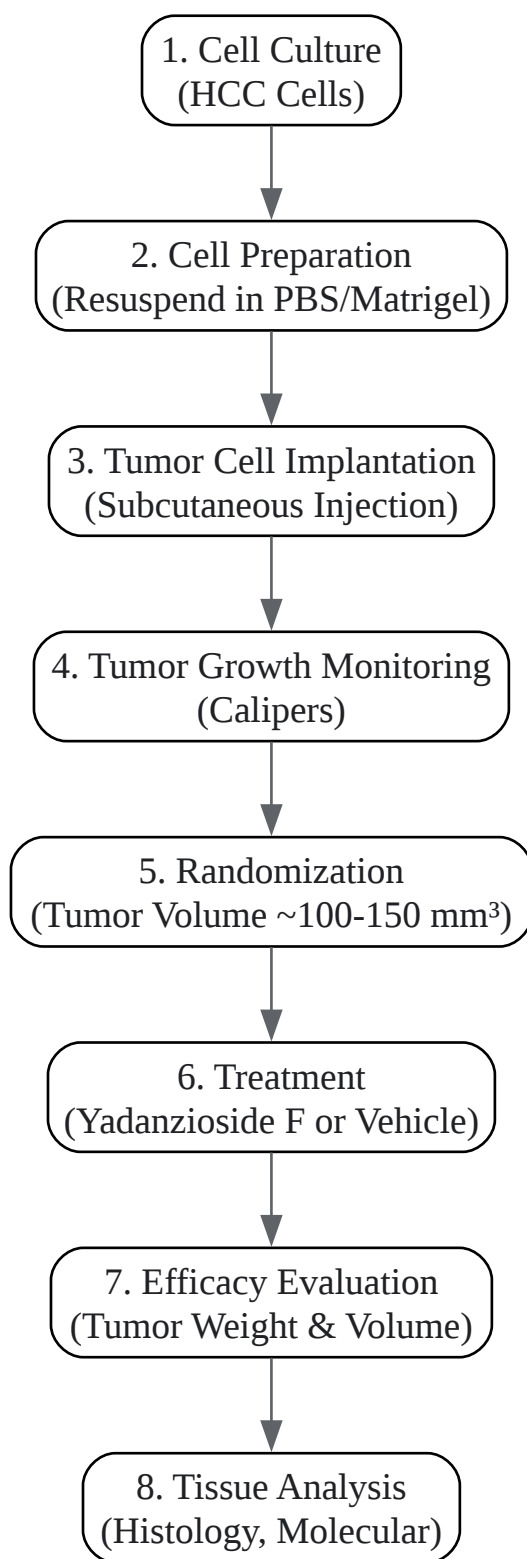 1. Cell Culture
(HCC Cells)
2. Cell Preparation
(Resuspend in PBS/Matrigel)
3. Tumor Cell Implantation
(Subcutaneous Injection)
4. Tumor Growth Monitoring
(Calipers)
5. Randomization
(Tumor Volume ~100-150 mm³)
6. Treatment
(Yadanzioside F or Vehicle)
7. Efficacy Evaluation
(Tumor Weight & Volume)
8. Tissue Analysis
(Histology, Molecular)